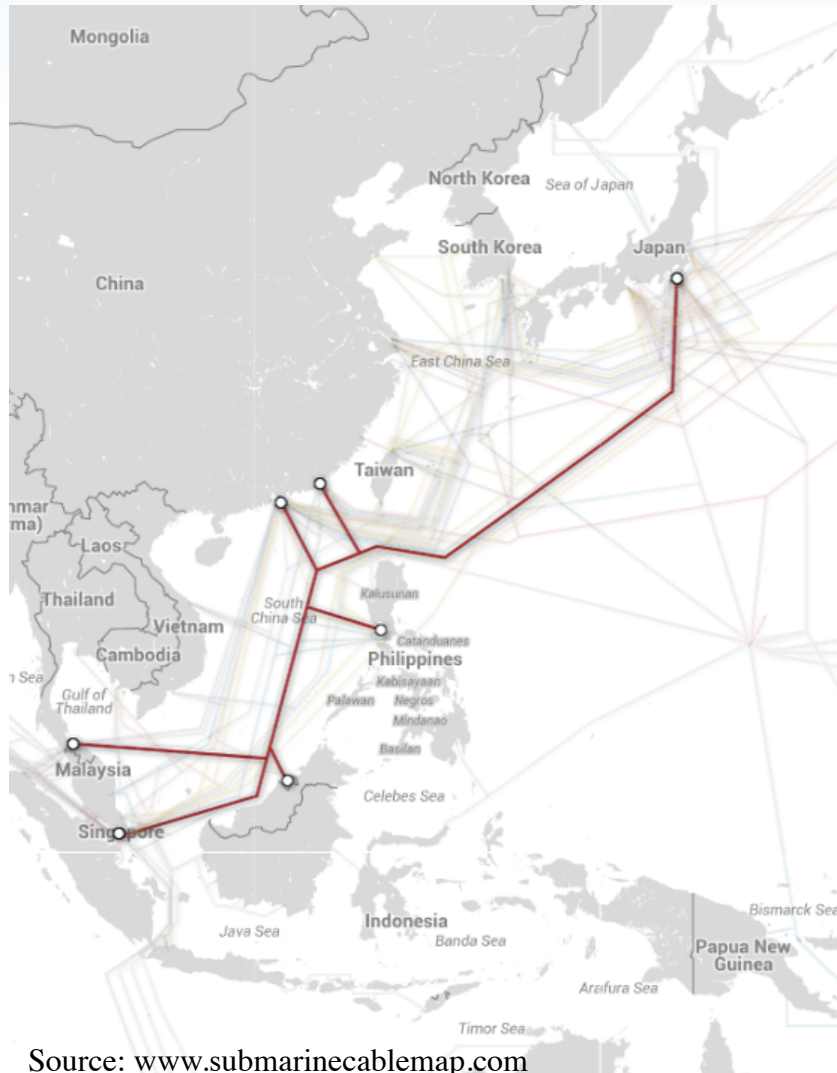 Mongolia
North Korea
Sea of Japan
South Korea
Japan
China
East China Sea
Taiwan
nmar
rma)
Laos
Kalusunan
Thailand
South
China Sea
Vietnam
Catanduanes
Cambodia
Philippines
n Sea
Gulf of
Thailand
Kabisayaan
Palawan
Negros
Mindanao
Basilan
Malaysia
Celebes Sea
Singapore
Indonesia
Java Sea
Banda Sea
Bismarck Sea
Papua New
Guinea
Arafura Sea
Timor Sea
Source: www.submarinecablemap.com